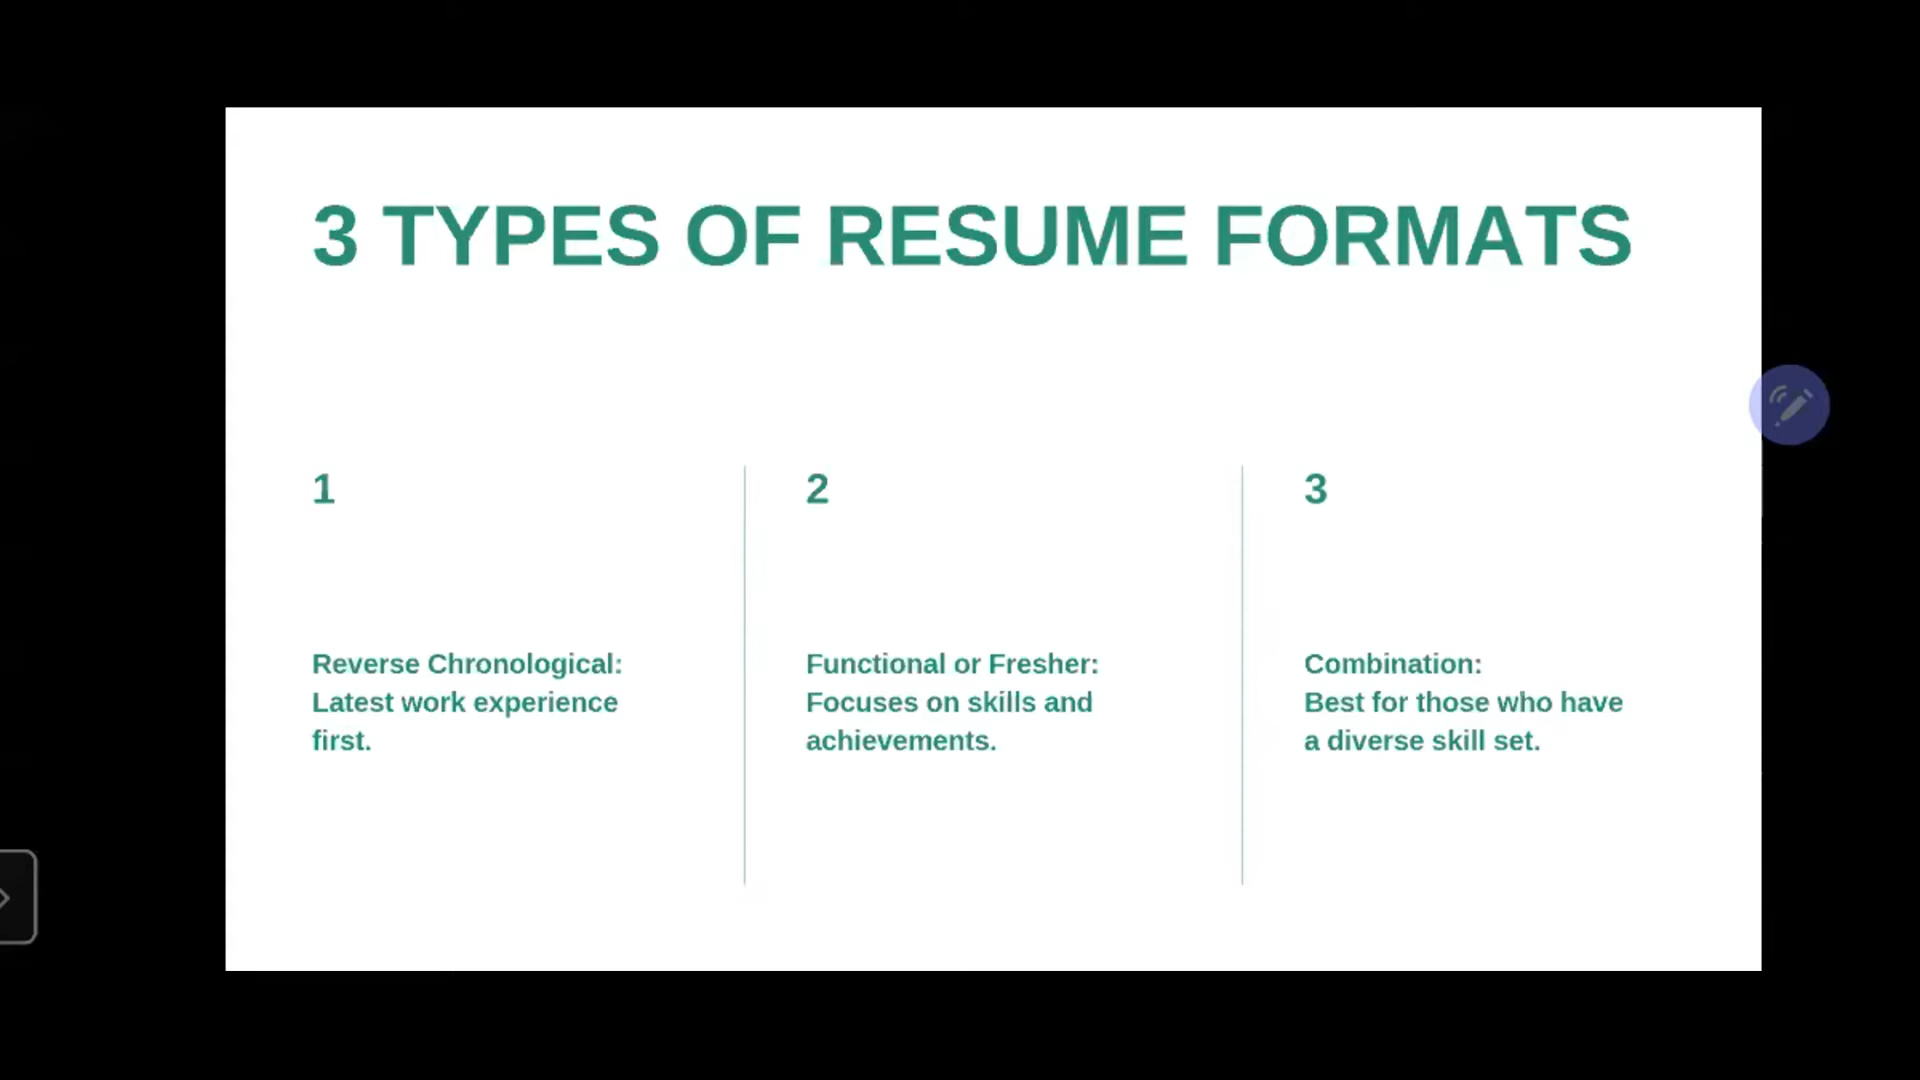 3 TYPES OF RESUME FORMATS
1
Reverse Chronological:
Latest work experience
first.
2
Functional or Fresher:
Focuses on skills and
achievements.
3
Combination:
Best for those who have
a diverse skill set.